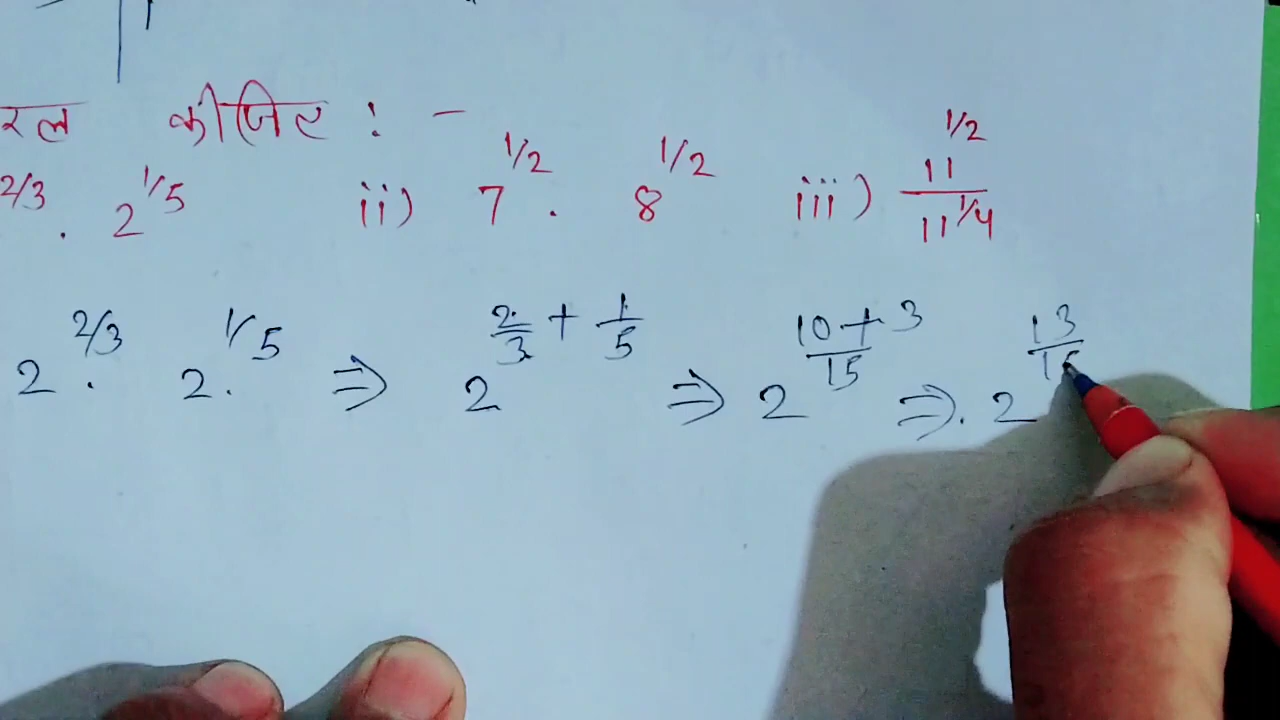 रल कीजिए : -
2/3 . 2^1/5 ii) 7^1/2 . 8^1/2 iii) 11^1/2 / 11^1/4
2^2/3 . 2^1/5 . ⇒ 2^2/3 + 1/5 ⇒ 2^10+3/15 ⇒ . 2^13/15